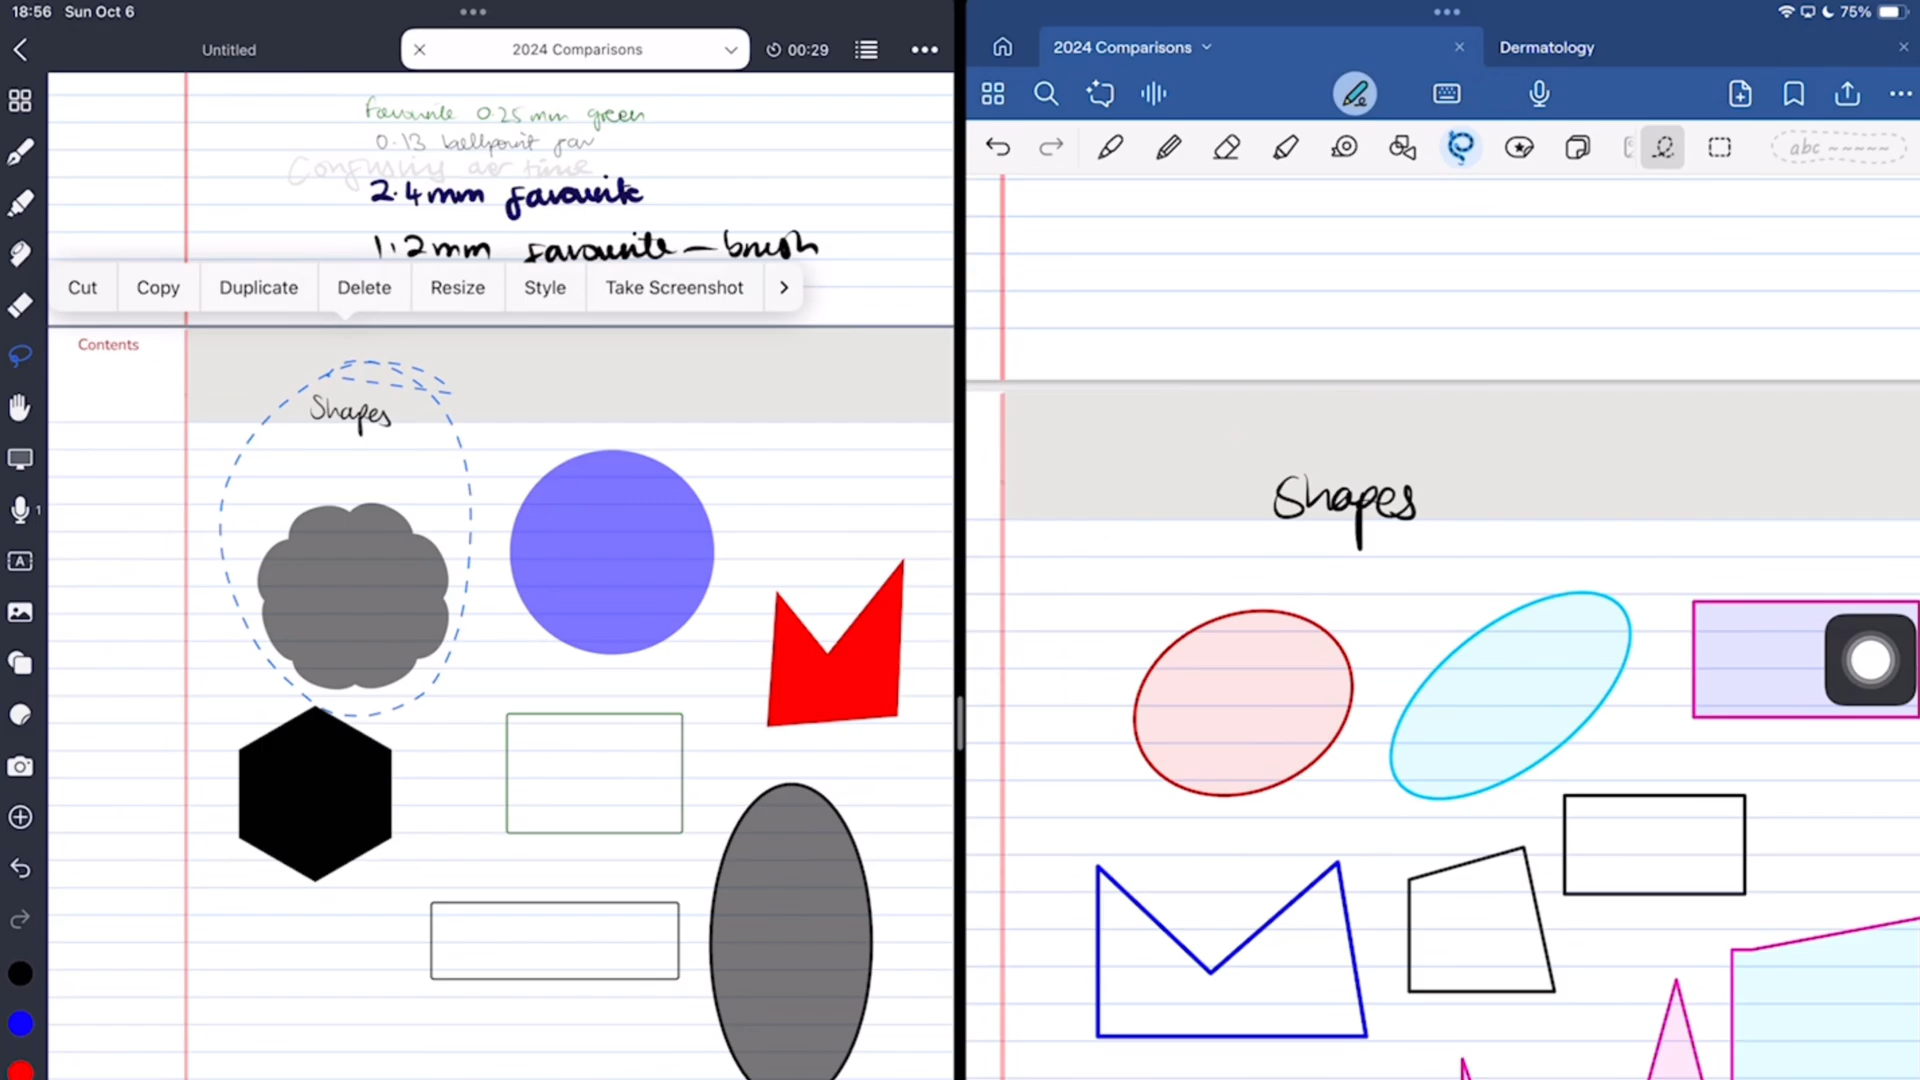 18:56 Sun Oct 6
75%
Untitled
2024 Comparisons
00:29
2024 Comparisons
Dermatology
abc
favourite 0.25 mm green
0.13 ballpoint
Confusing
2.4mm favourite
1.2mm favourite – brush
Cut Copy Duplicate Delete Resize Style Take Screenshot
Contents
1
A
Shapes
Shapes